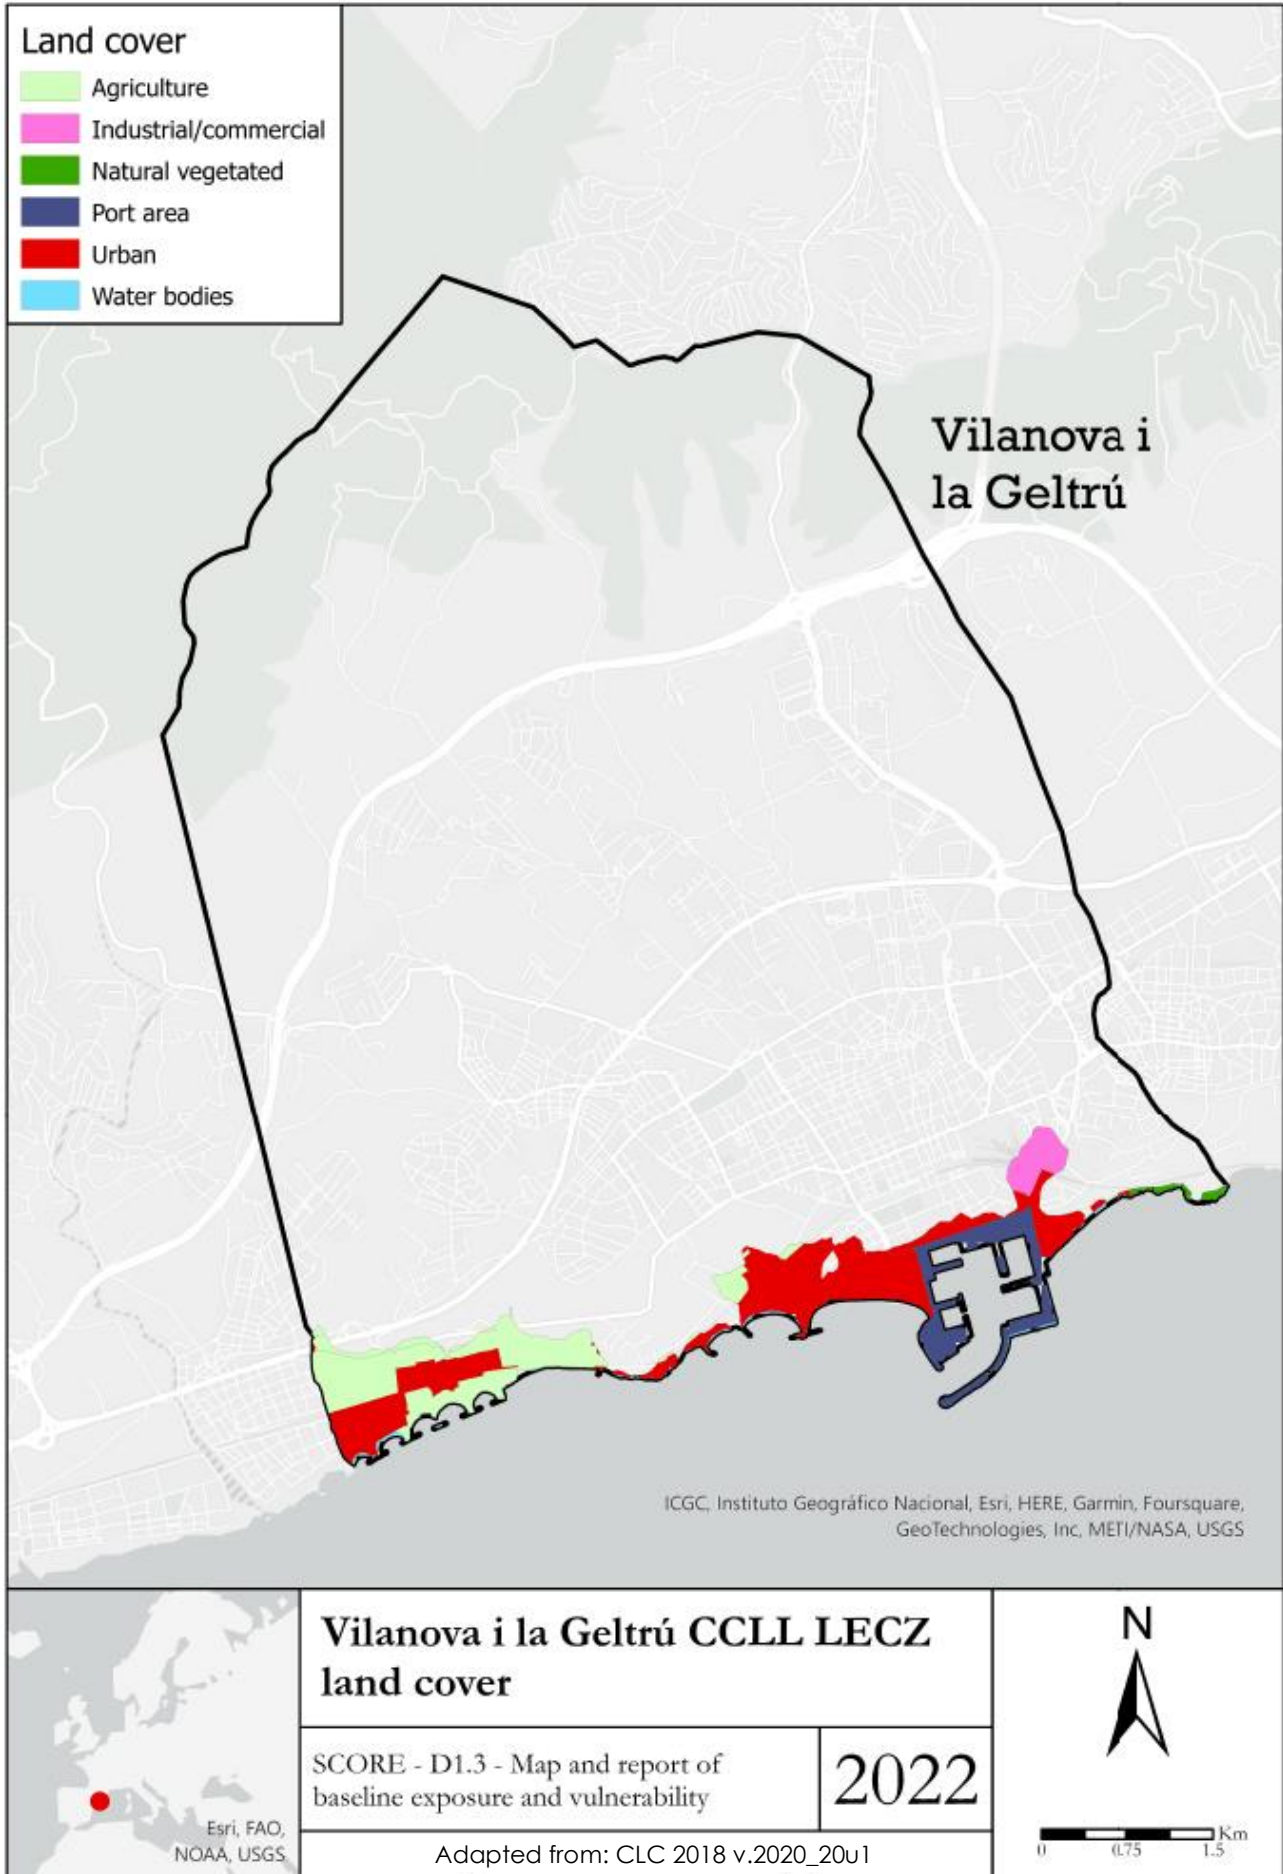 Land cover
Agriculture
Industrial/commercial
Natural vegetated
Port area
Urban
Water bodies
Vilanova i
la Geltrú
ICGC, Instituto Geográfico Nacional, Esri, HERE, Garmin, Foursquare,
GeoTechnologies, Inc, METI/NASA, USGS
Esri, FAO,
NOAA, USGS
Vilanova i la Geltrú CCLL LECZ
land cover
SCORE - D1.3 - Map and report of
baseline exposure and vulnerability
2022
Adapted from: CLC 2018 v.2020_20u1
N
Km
0 0.75 1.5